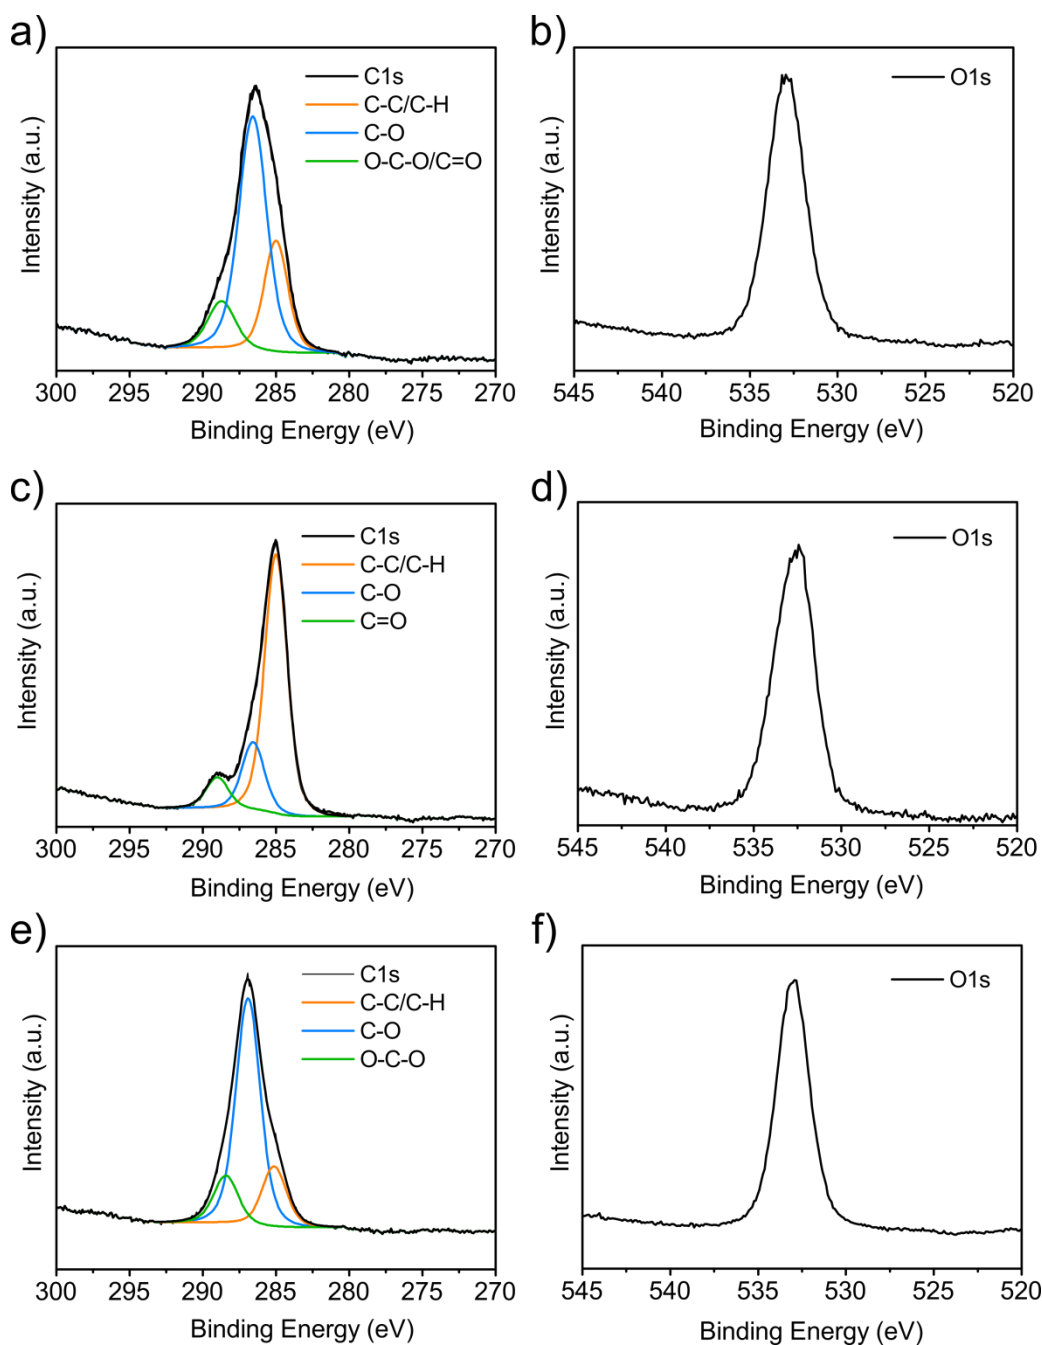 a)
C1s
C-C/C-H
C-O
O-C-O/C=O
Intensity (a.u.)
300 295 290 285 280 275 270
Binding Energy (eV)
b)
O1s
Intensity (a.u.)
545 540 535 530 525 520
Binding Energy (eV)
c)
C1s
C-C/C-H
C-O
C=O
Intensity (a.u.)
300 295 290 285 280 275 270
Binding Energy (eV)
d)
O1s
Intensity (a.u.)
545 540 535 530 525 520
Binding Energy (eV)
e)
C1s
C-C/C-H
C-O
O-C-O
Intensity (a.u.)
300 295 290 285 280 275 270
Binding Energy (eV)
f)
O1s
Intensity (a.u.)
545 540 535 530 525 520
Binding Energy (eV)